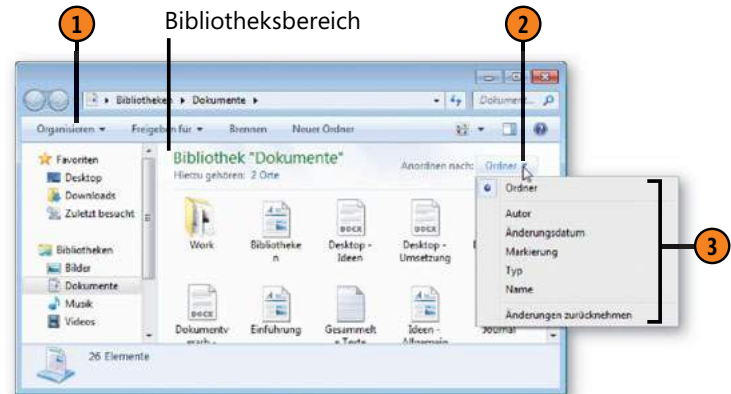 1
Bibliotheksbereich
2
Bibliotheken Dokumente
Dokument...
Organisieren Freigeben für Brennen Neuer Ordner
Favoriten
Desktop
Downloads
Zuletzt besucht
Bibliotheken
Bilder
Dokumente
Musik
Videos
Bibliothek "Dokumente"
Hierzu gehören: 2 Orte
Anordnen nach: Ordner
Work
Bibliotheke
n
Desktop -
Ideen
Desktop -
Umsetzung
Dokumentv
Einführung
Gesammelt
e Texte
Ideen -
Allgemein
Journal
Ordner
Autor
Änderungsdatum
Markierung
Typ
Name
Änderungen zurücknehmen
3
26 Elemente